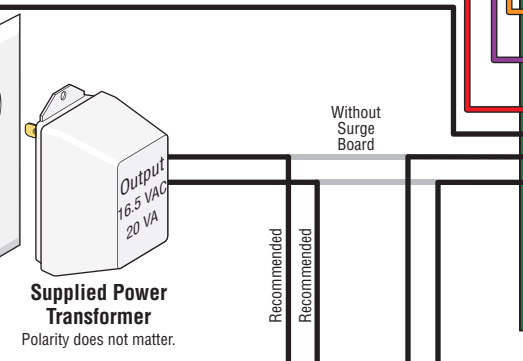 Without
Surge
Board
Output
16.5 VAC
20 VA
Recommended
Recommended
Supplied Power
Transformer
Polarity does not matter.